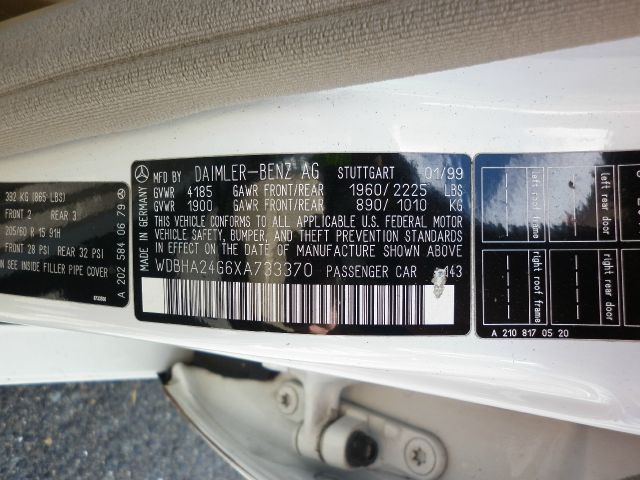 392 KG (865 LBS)
FRONT 2 REAR 3
205/60 R 15 91H
FRONT 28 PSI REAR 32 PSI
N SEE INSIDE FILLER PIPE COVER
A 202 584 06 79
MADE IN GERMANY
MFD BY DAIMLER-BENZ AG STUTTGART 01/99
GVWR 4185 GAWR FRONT/REAR 1960/2225 LBS
GVWR 1900 GAWR FRONT/REAR 890/1010 KG
THIS VEHICLE CONFORMS TO ALL APPLICABLE U.S. FEDERAL MOTOR
VEHICLE SAFETY, BUMPER, AND THEFT PREVENTION STANDARDS
IN EFFECT ON THE DATE OF MANUFACTURE SHOWN ABOVE
WDBHA24G6XA733370 PASSENGER CAR 443
left roof frame
left rear door
right roof frame
right rear door
A 210 817 05 20